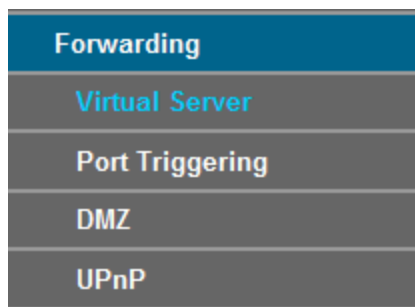 Forwarding
Virtual Server
Port Triggering
DMZ
UPnP